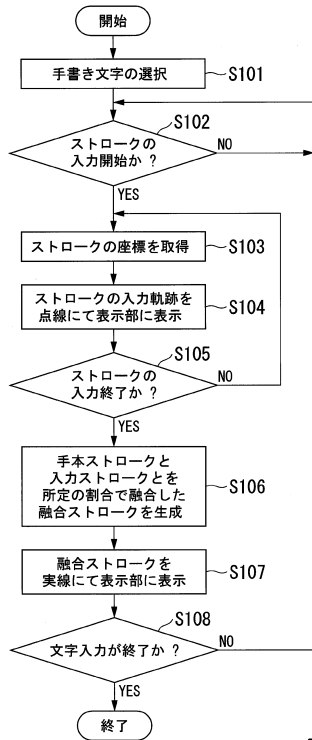 開始
手書き文字の選択
S101
ストロークの
入力開始か ?
S102
NO
YES
ストロークの座標を取得
S103
ストロークの入力軌跡を
点線にて表示部に表示
S104
ストロークの
入力終了か ?
S105
NO
YES
手本ストロークと
入力ストロークとを
所定の割合で融合した
融合ストロークを生成
S106
融合ストロークを
実線にて表示部に表示
S107
文字入力が終了か ?
S108
NO
YES
終了